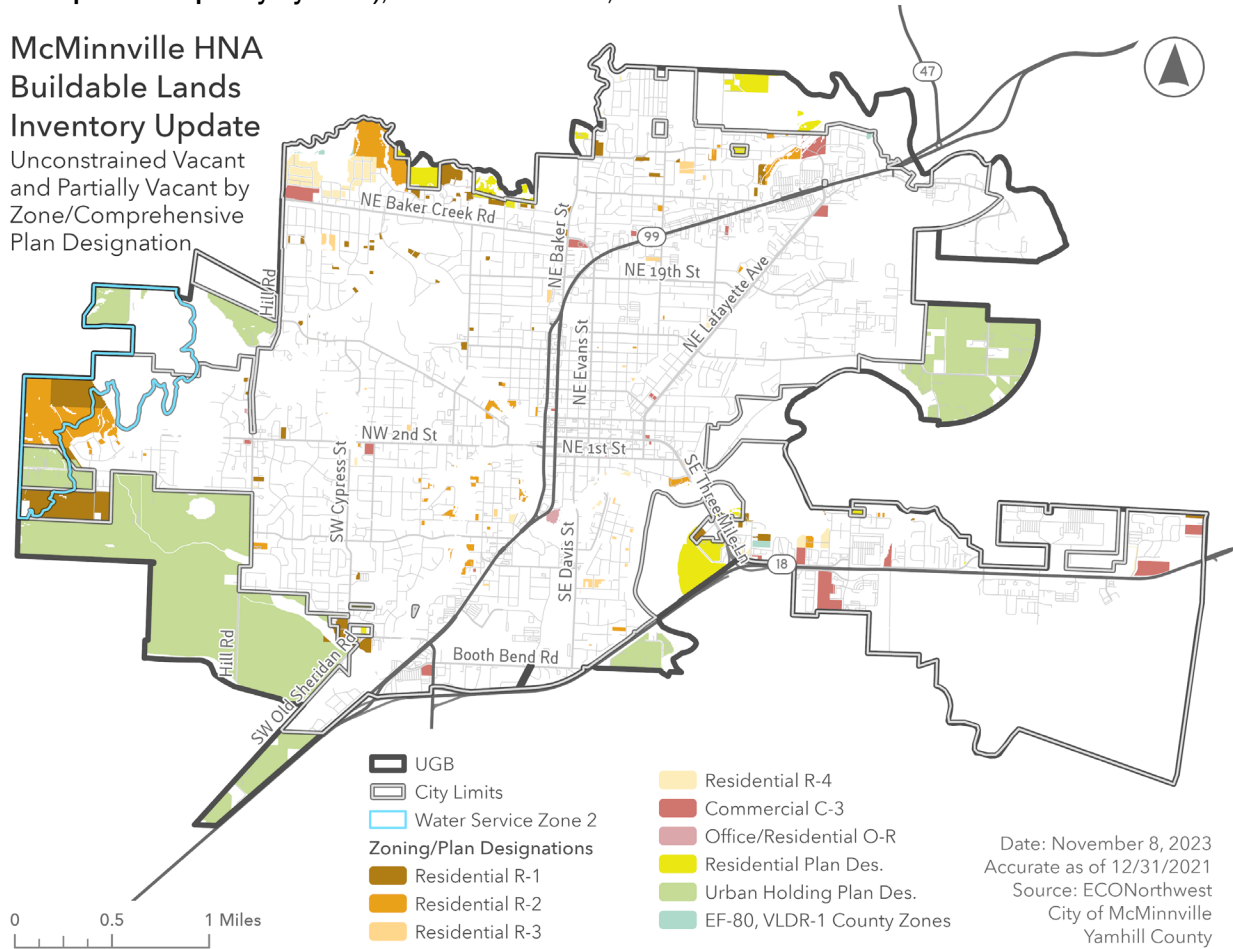 McMinnville HNA
Buildable Lands
Inventory Update
Unconstrained Vacant
and Partially Vacant by
Zone/Comprehensive
Plan Designation
47
NE Baker Creek Rd
NE Baker St
99
NE 19th St
Hill Rd
NE Lafayette Ave
NE Evans St
NW 2nd St
NE 1st St
SW Cypress St
SE Three Mile Ln
SE Davis St
18
Hill Rd
Booth Bend Rd
SW Old Sheridan Rd
UGB
City Limits
Water Service Zone 2
Zoning/Plan Designations
Residential R-1
Residential R-2
Residential R-3
Residential R-4
Commercial C-3
Office/Residential O-R
Residential Plan Des.
Urban Holding Plan Des.
EF-80, VLDR-1 County Zones
Date: November 8, 2023
Accurate as of 12/31/2021
Source: ECONorthwest
City of McMinnville
Yamhill County
0 0.5 1 Miles